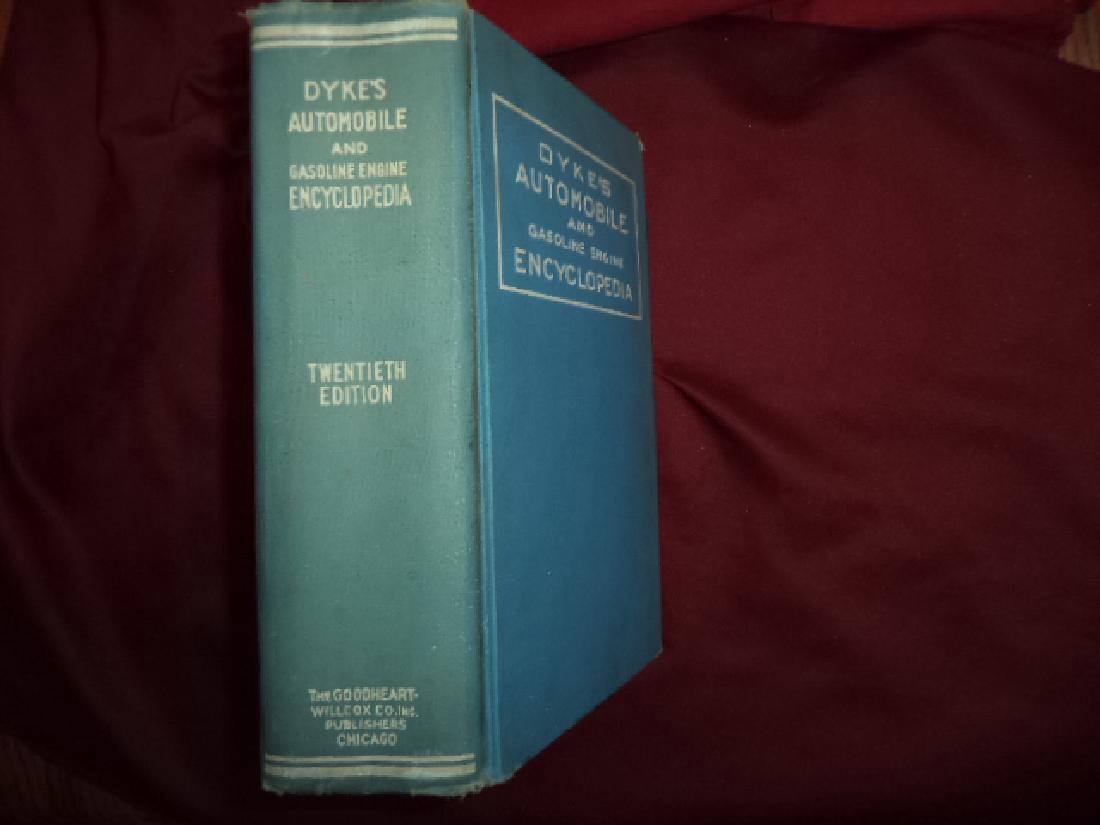 DYKE'S
AUTOMOBILE
AND
GASOLINE ENGINE
ENCYCLOPEDIA
TWENTIETH
EDITION
THE GOODHEART-
WILLCOX CO. INC.
PUBLISHERS
CHICAGO
DYKE'S
AUTOMOBILE
AND
GASOLINE ENGINE
ENCYCLOPEDIA